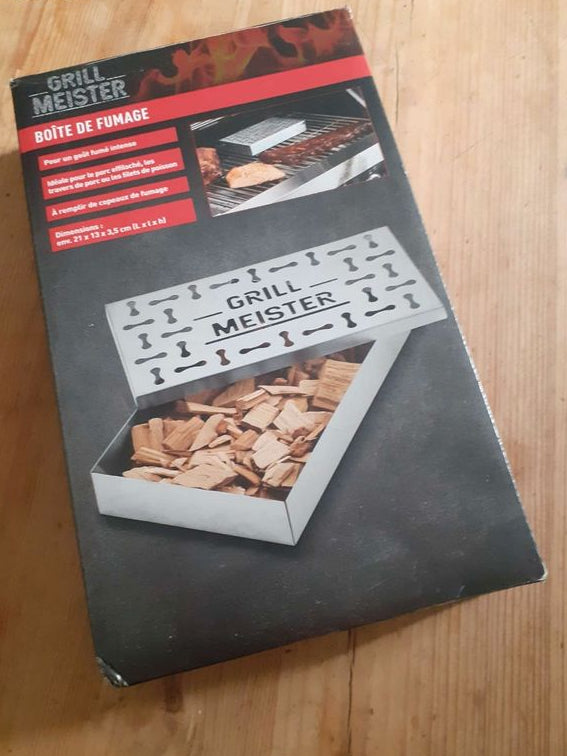 GRILL
MEISTER
BOÎTE DE FUMAGE
Pour un goût fumé intense
Idéale pour le porc effiloché, les
travers de porc ou les filets de poisson
À remplir de copeaux de fumage
Dimensions :
env. 21 x 13 x 3,5 cm (L x l x h)
GRILL
MEISTER